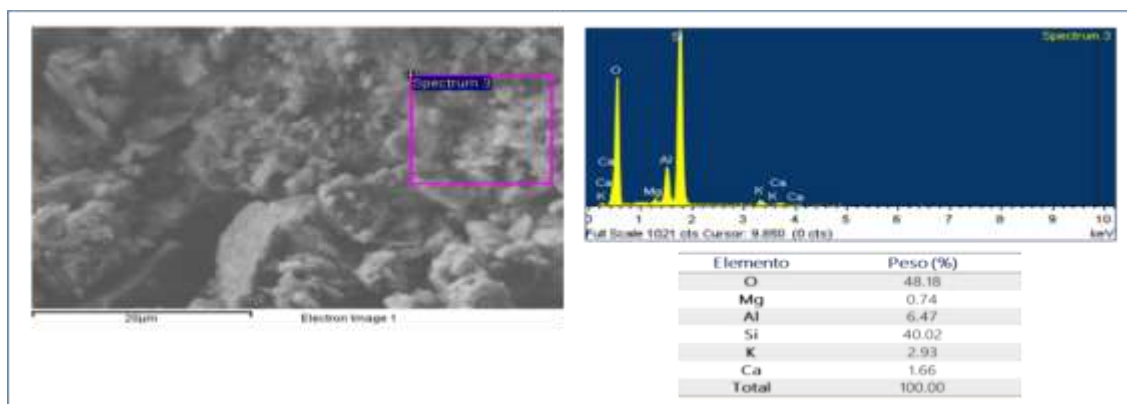 Spectrum 3
20µm Electron Image 1
Spectrum 3
Si
O
Ca
Al
Ca
K
Mg
K
Ca
K
Ca
0 1 2 3 4 5 6 7 8 9 10
Full Scale 1021 cts Cursor: 9.850 (0 cts) keV
Elemento Peso (%)
O 48.18
Mg 0.74
Al 6.47
Si 40.02
K 2.93
Ca 1.66
Total 100.00